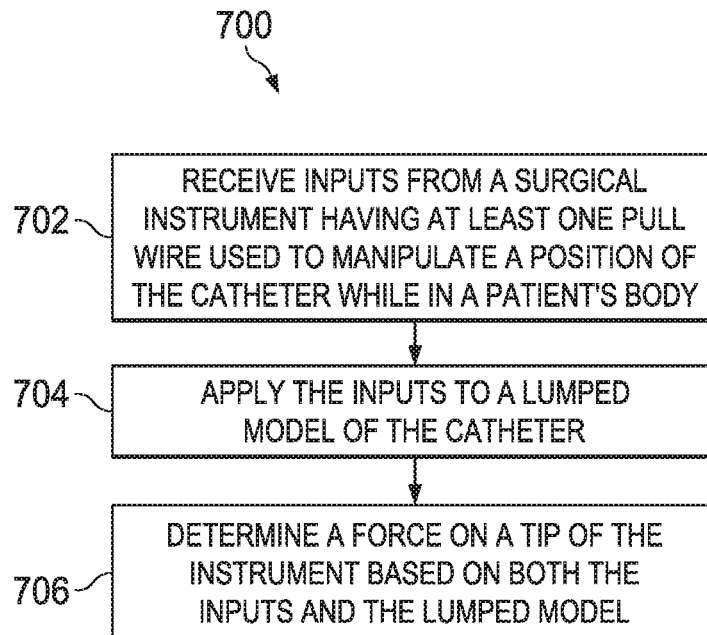 700
702
RECEIVE INPUTS FROM A SURGICAL
INSTRUMENT HAVING AT LEAST ONE PULL
WIRE USED TO MANIPULATE A POSITION OF
THE CATHETER WHILE IN A PATIENT'S BODY
704
APPLY THE INPUTS TO A LUMPED
MODEL OF THE CATHETER
706
DETERMINE A FORCE ON A TIP OF THE
INSTRUMENT BASED ON BOTH THE
INPUTS AND THE LUMPED MODEL